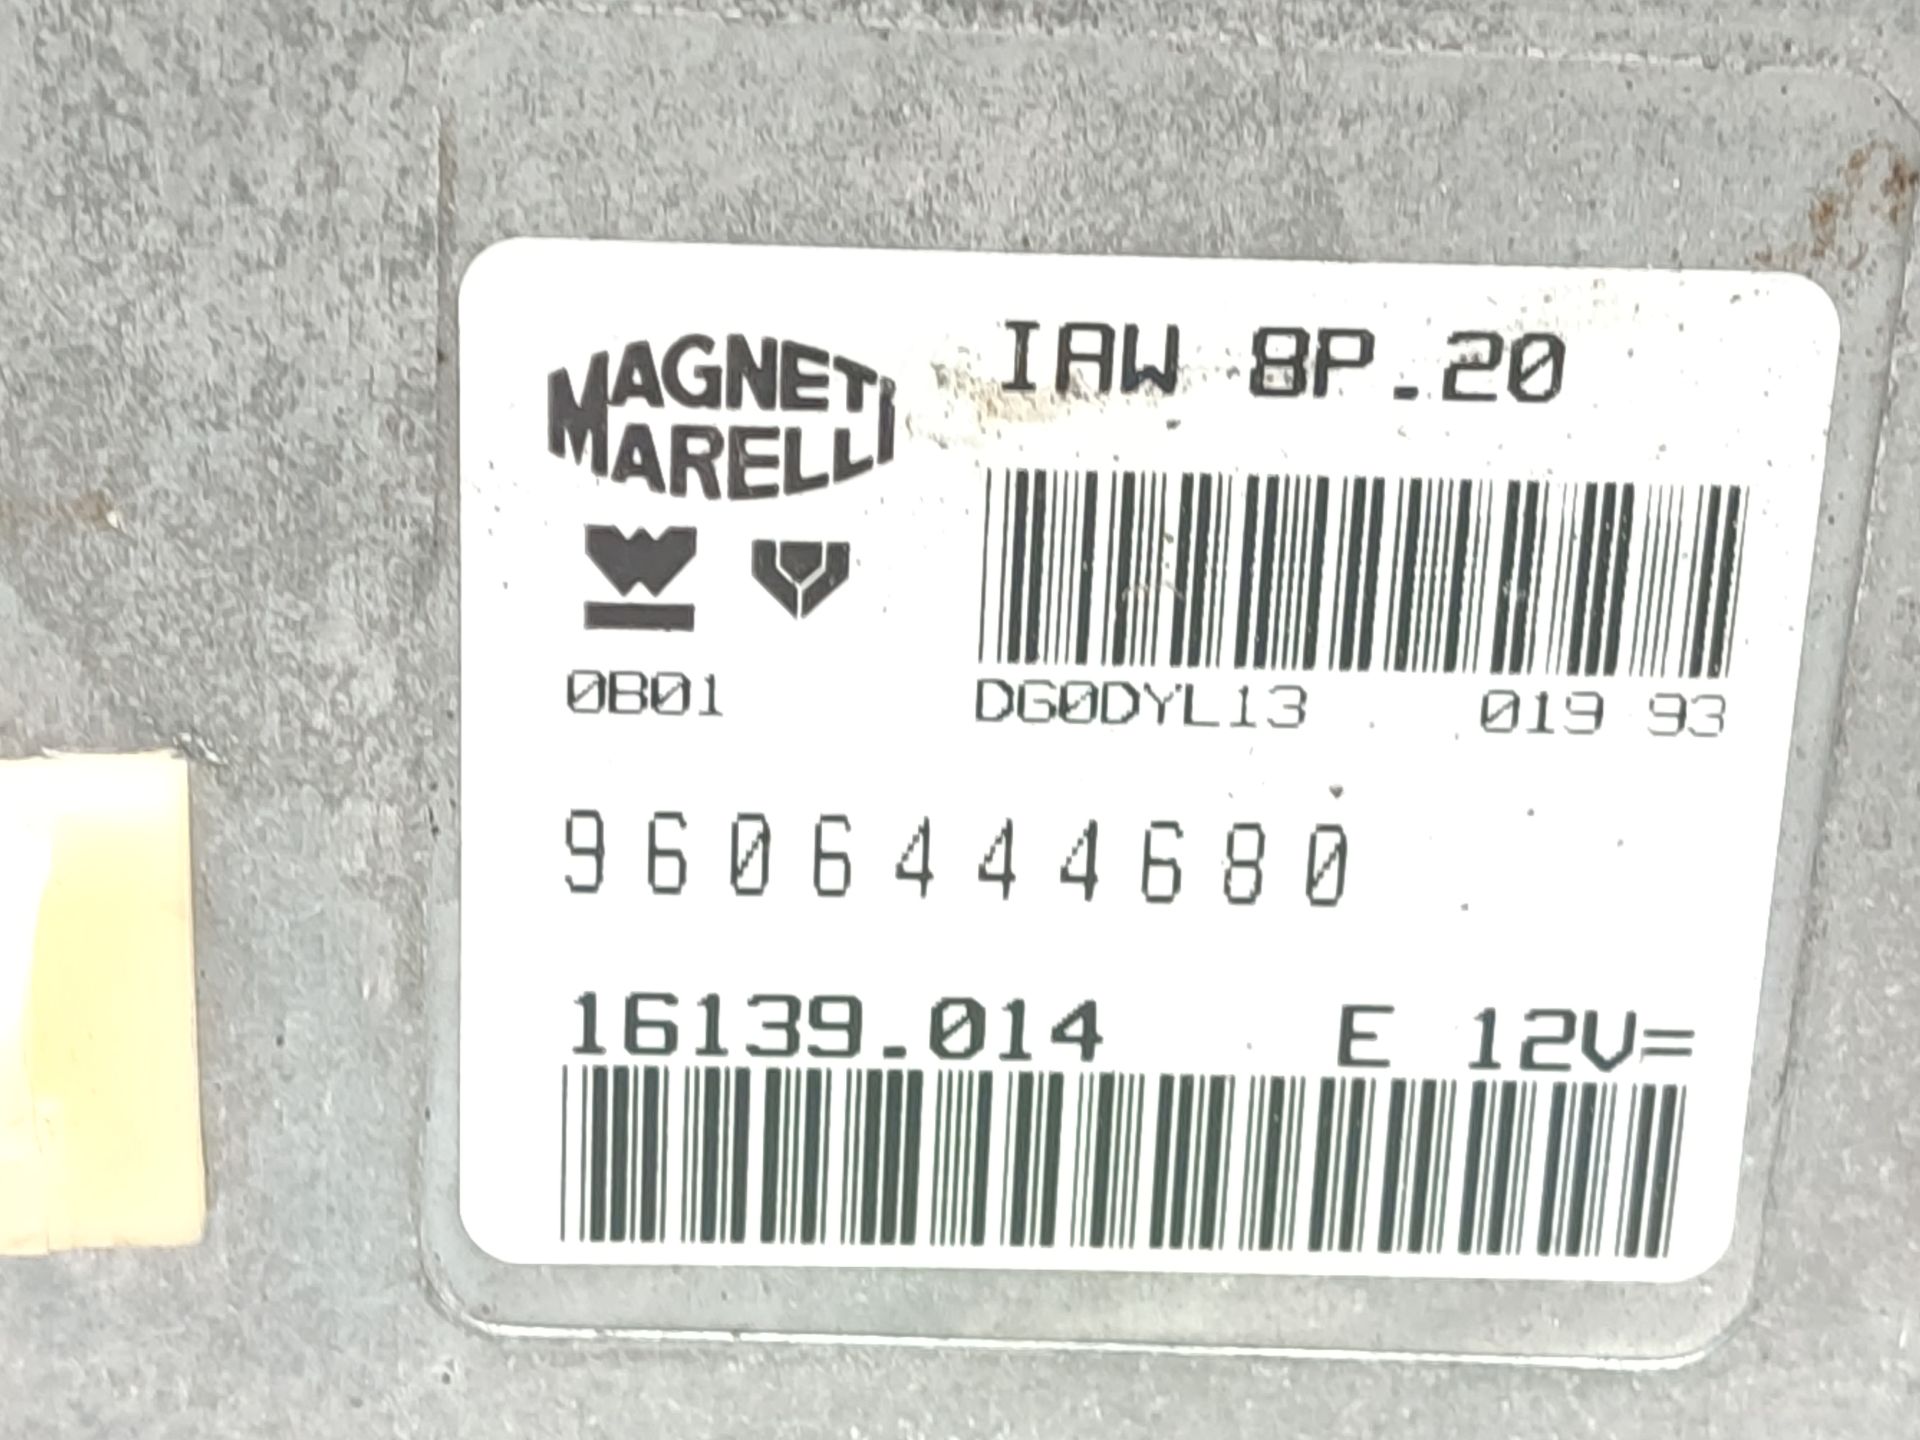 MAGNETI
MARELLI
IAW 8P.20
0B01
DG0DYL13 019 93
9606444680
16139.014 E 12V=